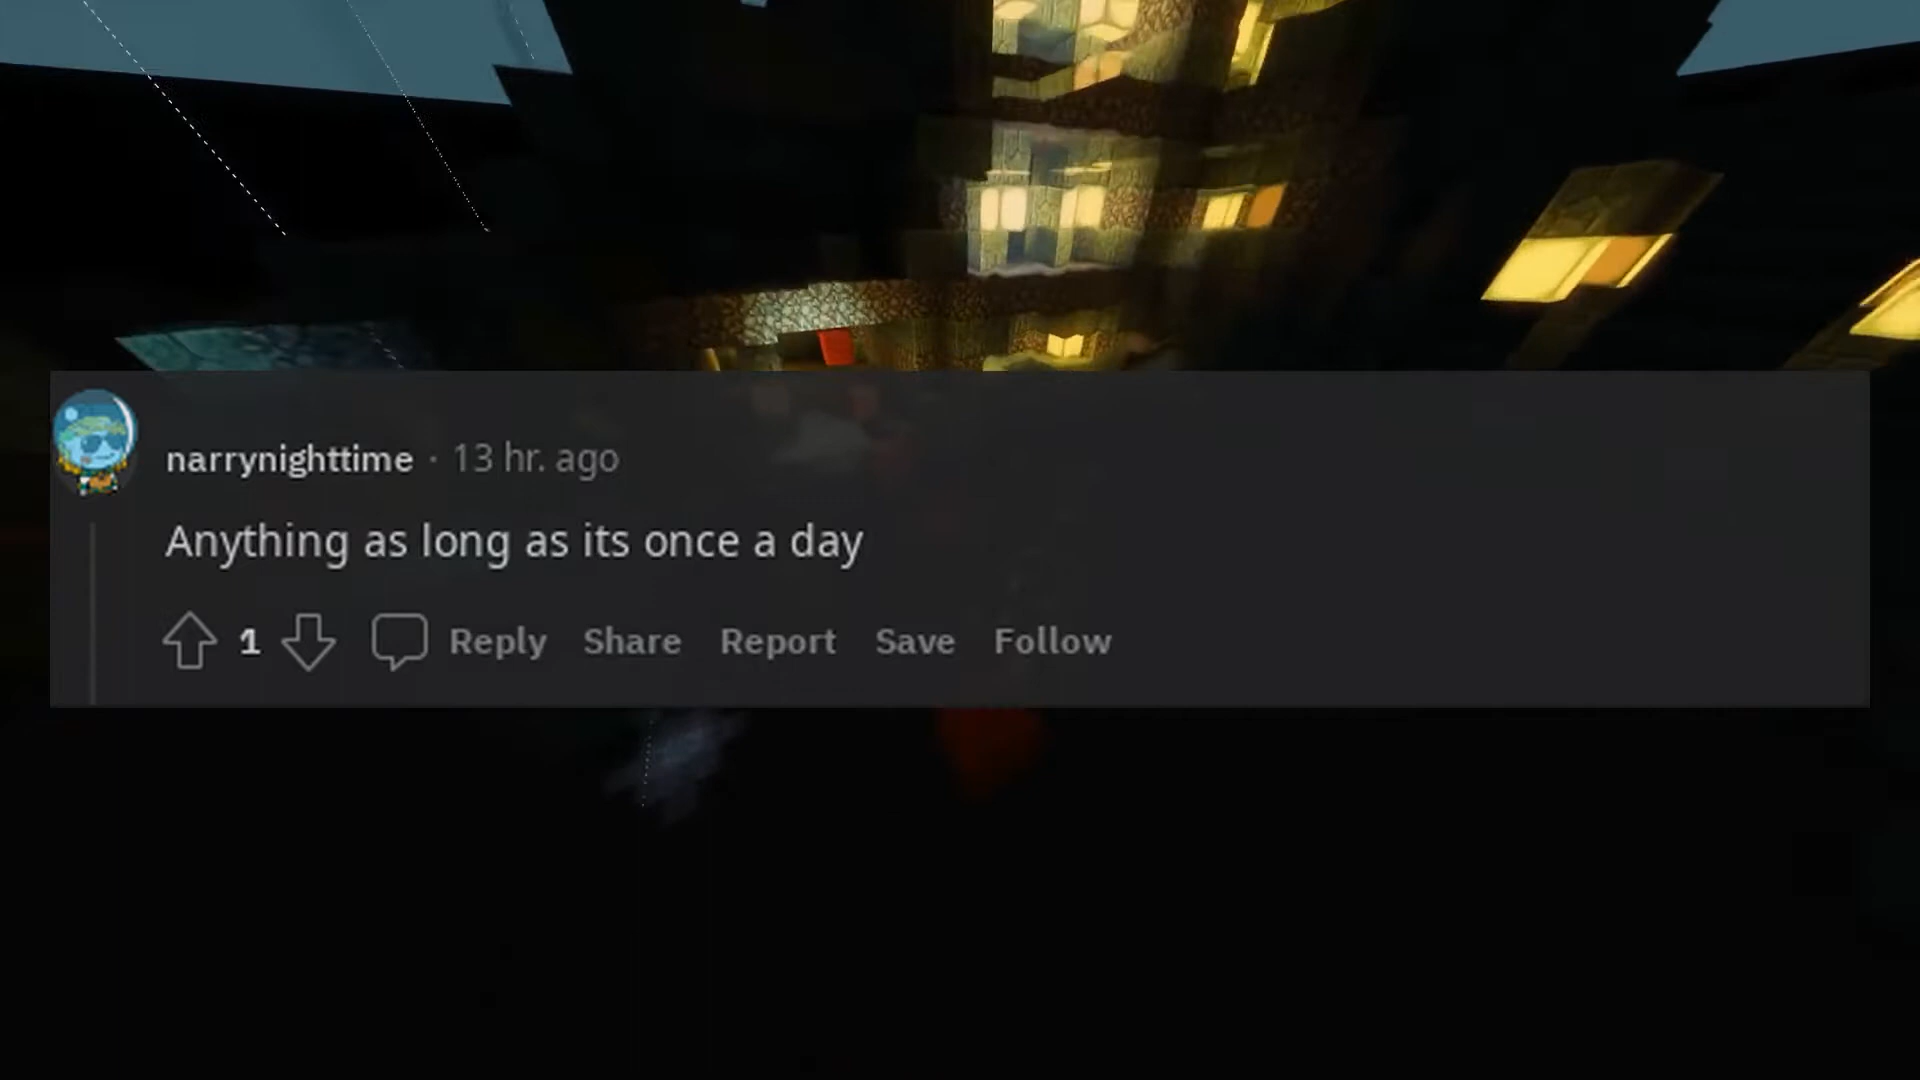 narrynighttime · 13 hr. ago
Anything as long as its once a day
1 Reply Share Report Save Follow